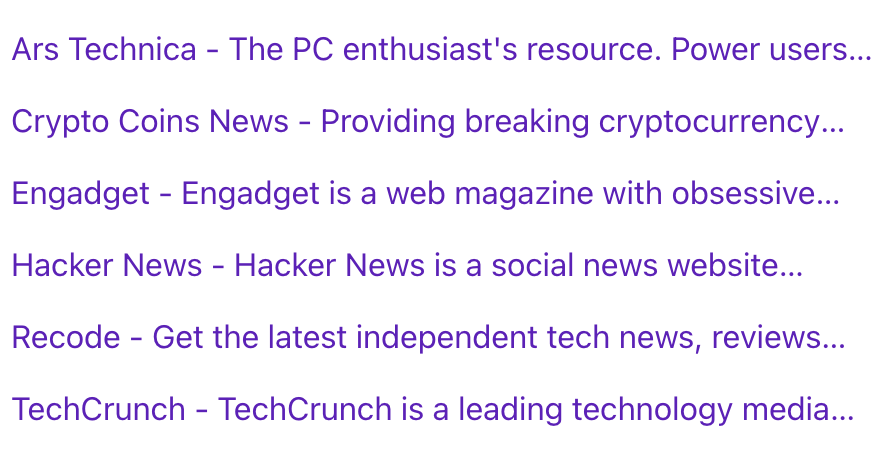 Ars Technica - The PC enthusiast's resource. Power users...
Crypto Coins News - Providing breaking cryptocurrency...
Engadget - Engadget is a web magazine with obsessive...
Hacker News - Hacker News is a social news website...
Recode - Get the latest independent tech news, reviews...
TechCrunch - TechCrunch is a leading technology media...